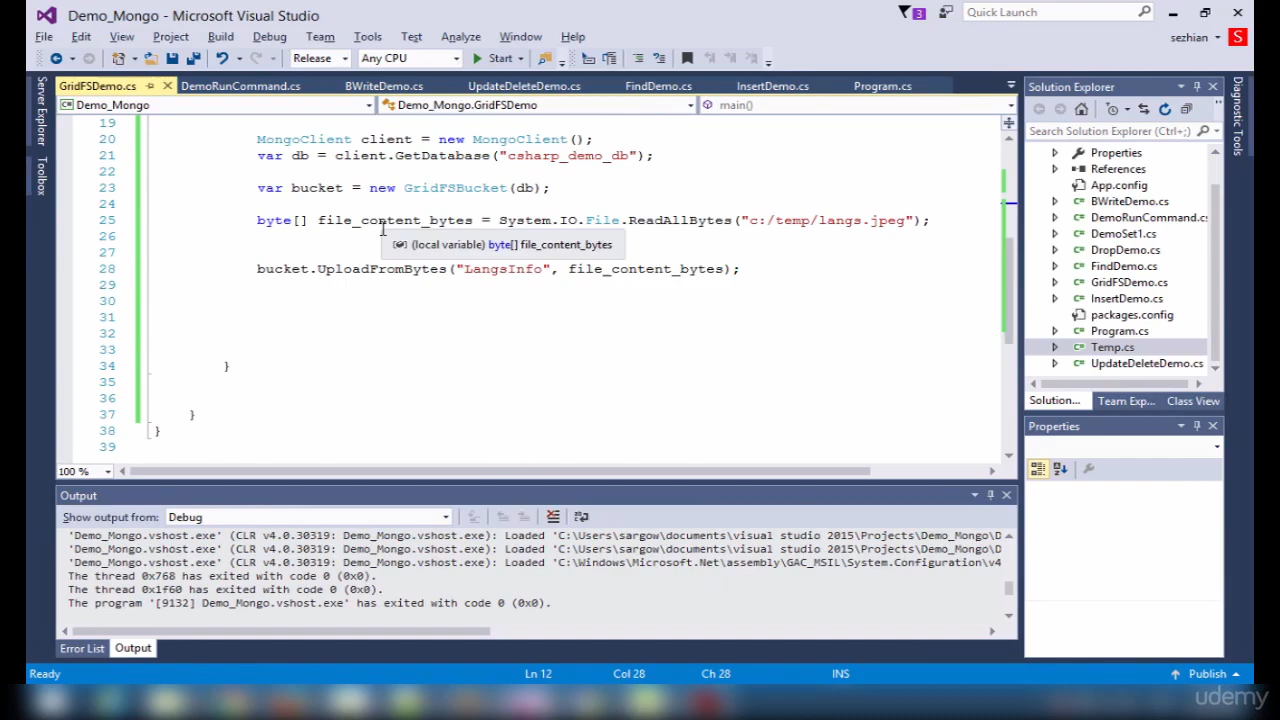 Demo_Mongo - Microsoft Visual Studio
3
Quick Launch (Ctrl+Q)
File Edit View Project Build Debug Team Tools Test Analyze Window Help
sezhian
S
Release
Any CPU
Start
GridFSDemo.cs
DemoRunCommand.cs
BWriteDemo.cs
UpdateDeleteDemo.cs
FindDemo.cs
InsertDemo.cs
Program.cs
Demo_Mongo
Demo_Mongo.GridFSDemo
main()
19
20 MongoClient client = new MongoClient();
21 var db = client.GetDatabase("csharp_demo_db");
22
23 var bucket = new GridFSBucket(db);
24
25 byte[] file_content_bytes = System.IO.File.ReadAllBytes("c:/temp/langs.jpeg");
26
(local variable) byte[] file_content_bytes
27
28 bucket.UploadFromBytes("LangsInfo", file_content_bytes);
29
30
31
32
33
34 }
35
36
37 }
38 }
39
100 %
Output
Show output from: Debug
'Demo_Mongo.vshost.exe' (CLR v4.0.30319: Demo_Mongo.vshost.exe): Loaded 'C:\Users\sargow\documents\visual studio 2015\Projects\Demo_Mongo\D
'Demo_Mongo.vshost.exe' (CLR v4.0.30319: Demo_Mongo.vshost.exe): Loaded 'C:\Users\sargow\documents\visual studio 2015\Projects\Demo_Mongo\D
'Demo_Mongo.vshost.exe' (CLR v4.0.30319: Demo_Mongo.vshost.exe): Loaded 'C:\Windows\Microsoft.Net\assembly\GAC_MSIL\System.Configuration\v4
The thread 0x768 has exited with code 0 (0x0).
The thread 0x1f60 has exited with code 0 (0x0).
The program '[9132] Demo_Mongo.vshost.exe' has exited with code 0 (0x0).
Error List
Output
Server Explorer
Toolbox
Solution Explorer
Search Solution Explorer (Ctrl+;)
Properties
References
App.config
BWriteDemo.cs
DemoRunCommand.cs
DemoSet1.cs
DropDemo.cs
FindDemo.cs
GridFSDemo.cs
InsertDemo.cs
packages.config
Program.cs
Temp.cs
UpdateDeleteDemo.cs
Solution...
Team Exp...
Class View
Properties
Diagnostic Tools
Ready
Ln 12
Col 28
Ch 28
INS
Publish
udemy